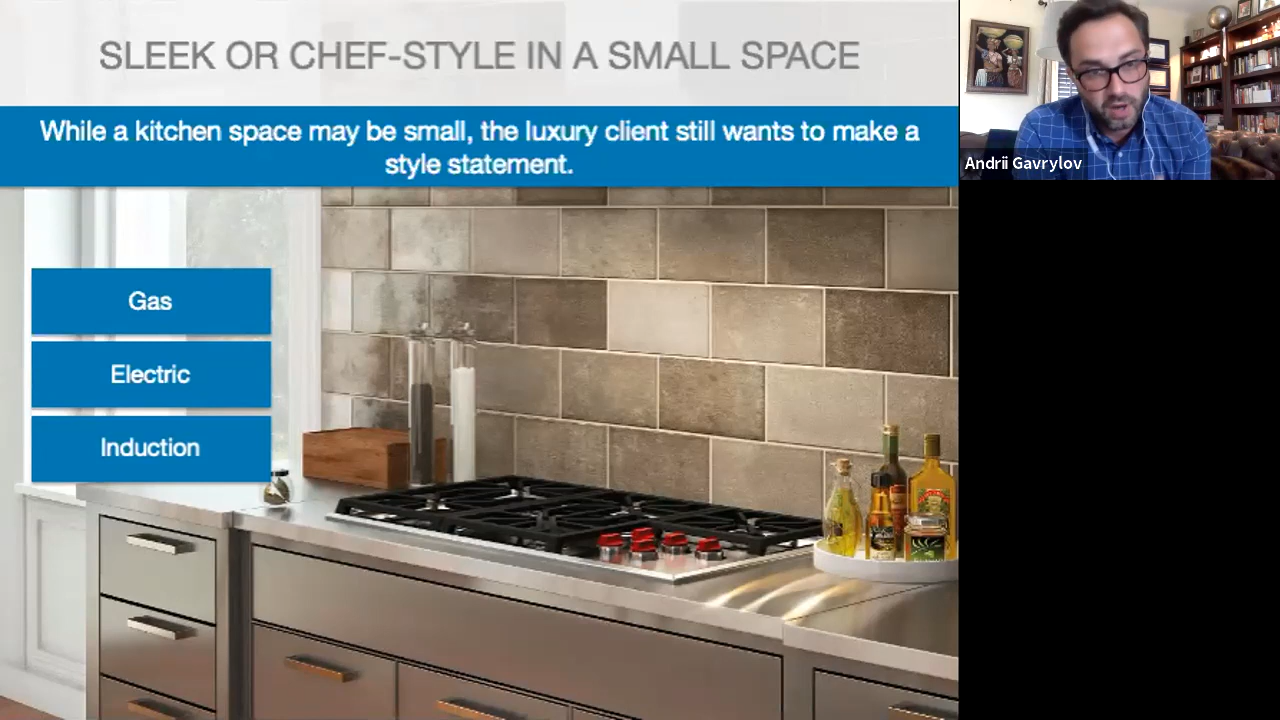 SLEEK OR CHEF-STYLE IN A SMALL SPACE
While a kitchen space may be small, the luxury client still wants to make a
style statement.
Andrii Gavrylov
Gas
Electric
Induction